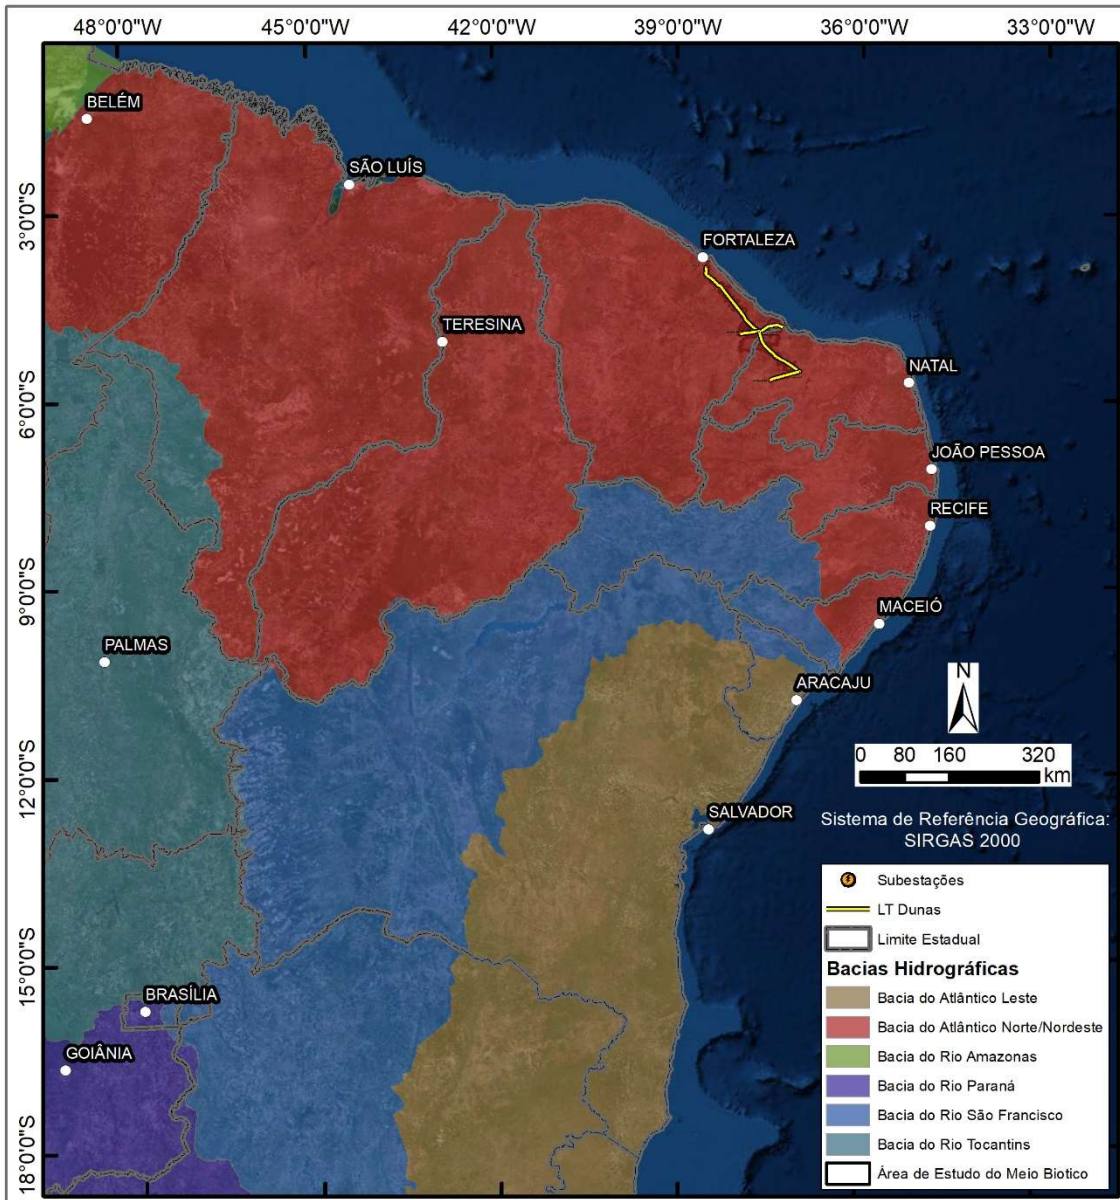 48°0'0"W 45°0'0"W 42°0'0"W 39°0'0"W 36°0'0"W 33°0'0"W
BELÉM
SÃO LUÍS
3°0'0"S
FORTALEZA
TERESINA
NATAL
6°0'0"S
JOÃO PESSOA
RECIFE
9°0'0"S
MACEIÓ
PALMAS
ARACAJU
N
0 80 160 320
km
12°0'0"S
SALVADOR
Sistema de Referência Geográfica:
SIRGAS 2000
Subestações
LT Dunas
Limite Estadual
15°0'0"S
Bacias Hidrográficas
BRASÍLIA
Bacia do Atlântico Leste
Bacia do Atlântico Norte/Nordeste
GOIÂNIA
Bacia do Rio Amazonas
Bacia do Rio Paraná
Bacia do Rio São Francisco
Bacia do Rio Tocantins
18°0'0"S
Área de Estudo do Meio Biotico